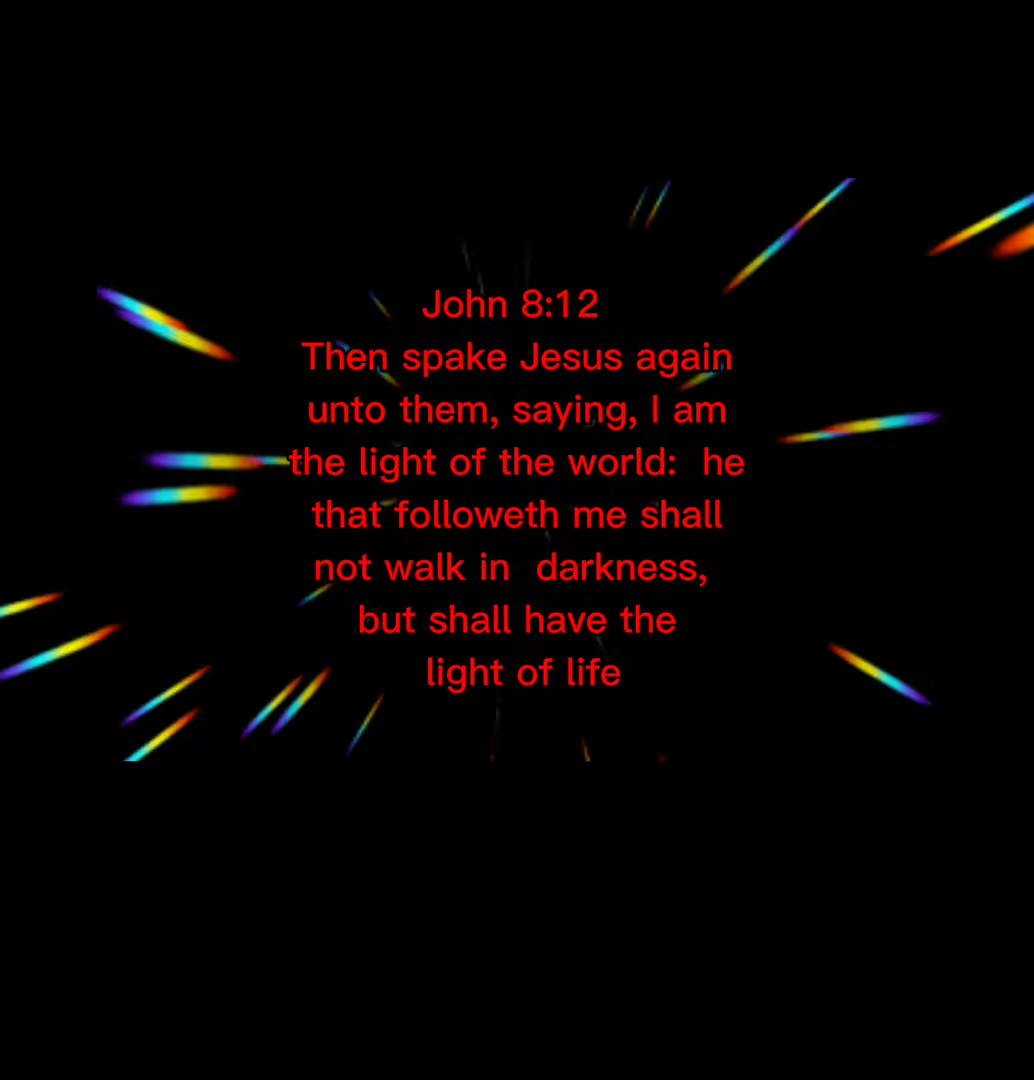 John 8:12
Then spake Jesus again
unto them, saying, I am
the light of the world:  he
that followeth me shall
not walk in  darkness,
but shall have the
light of life